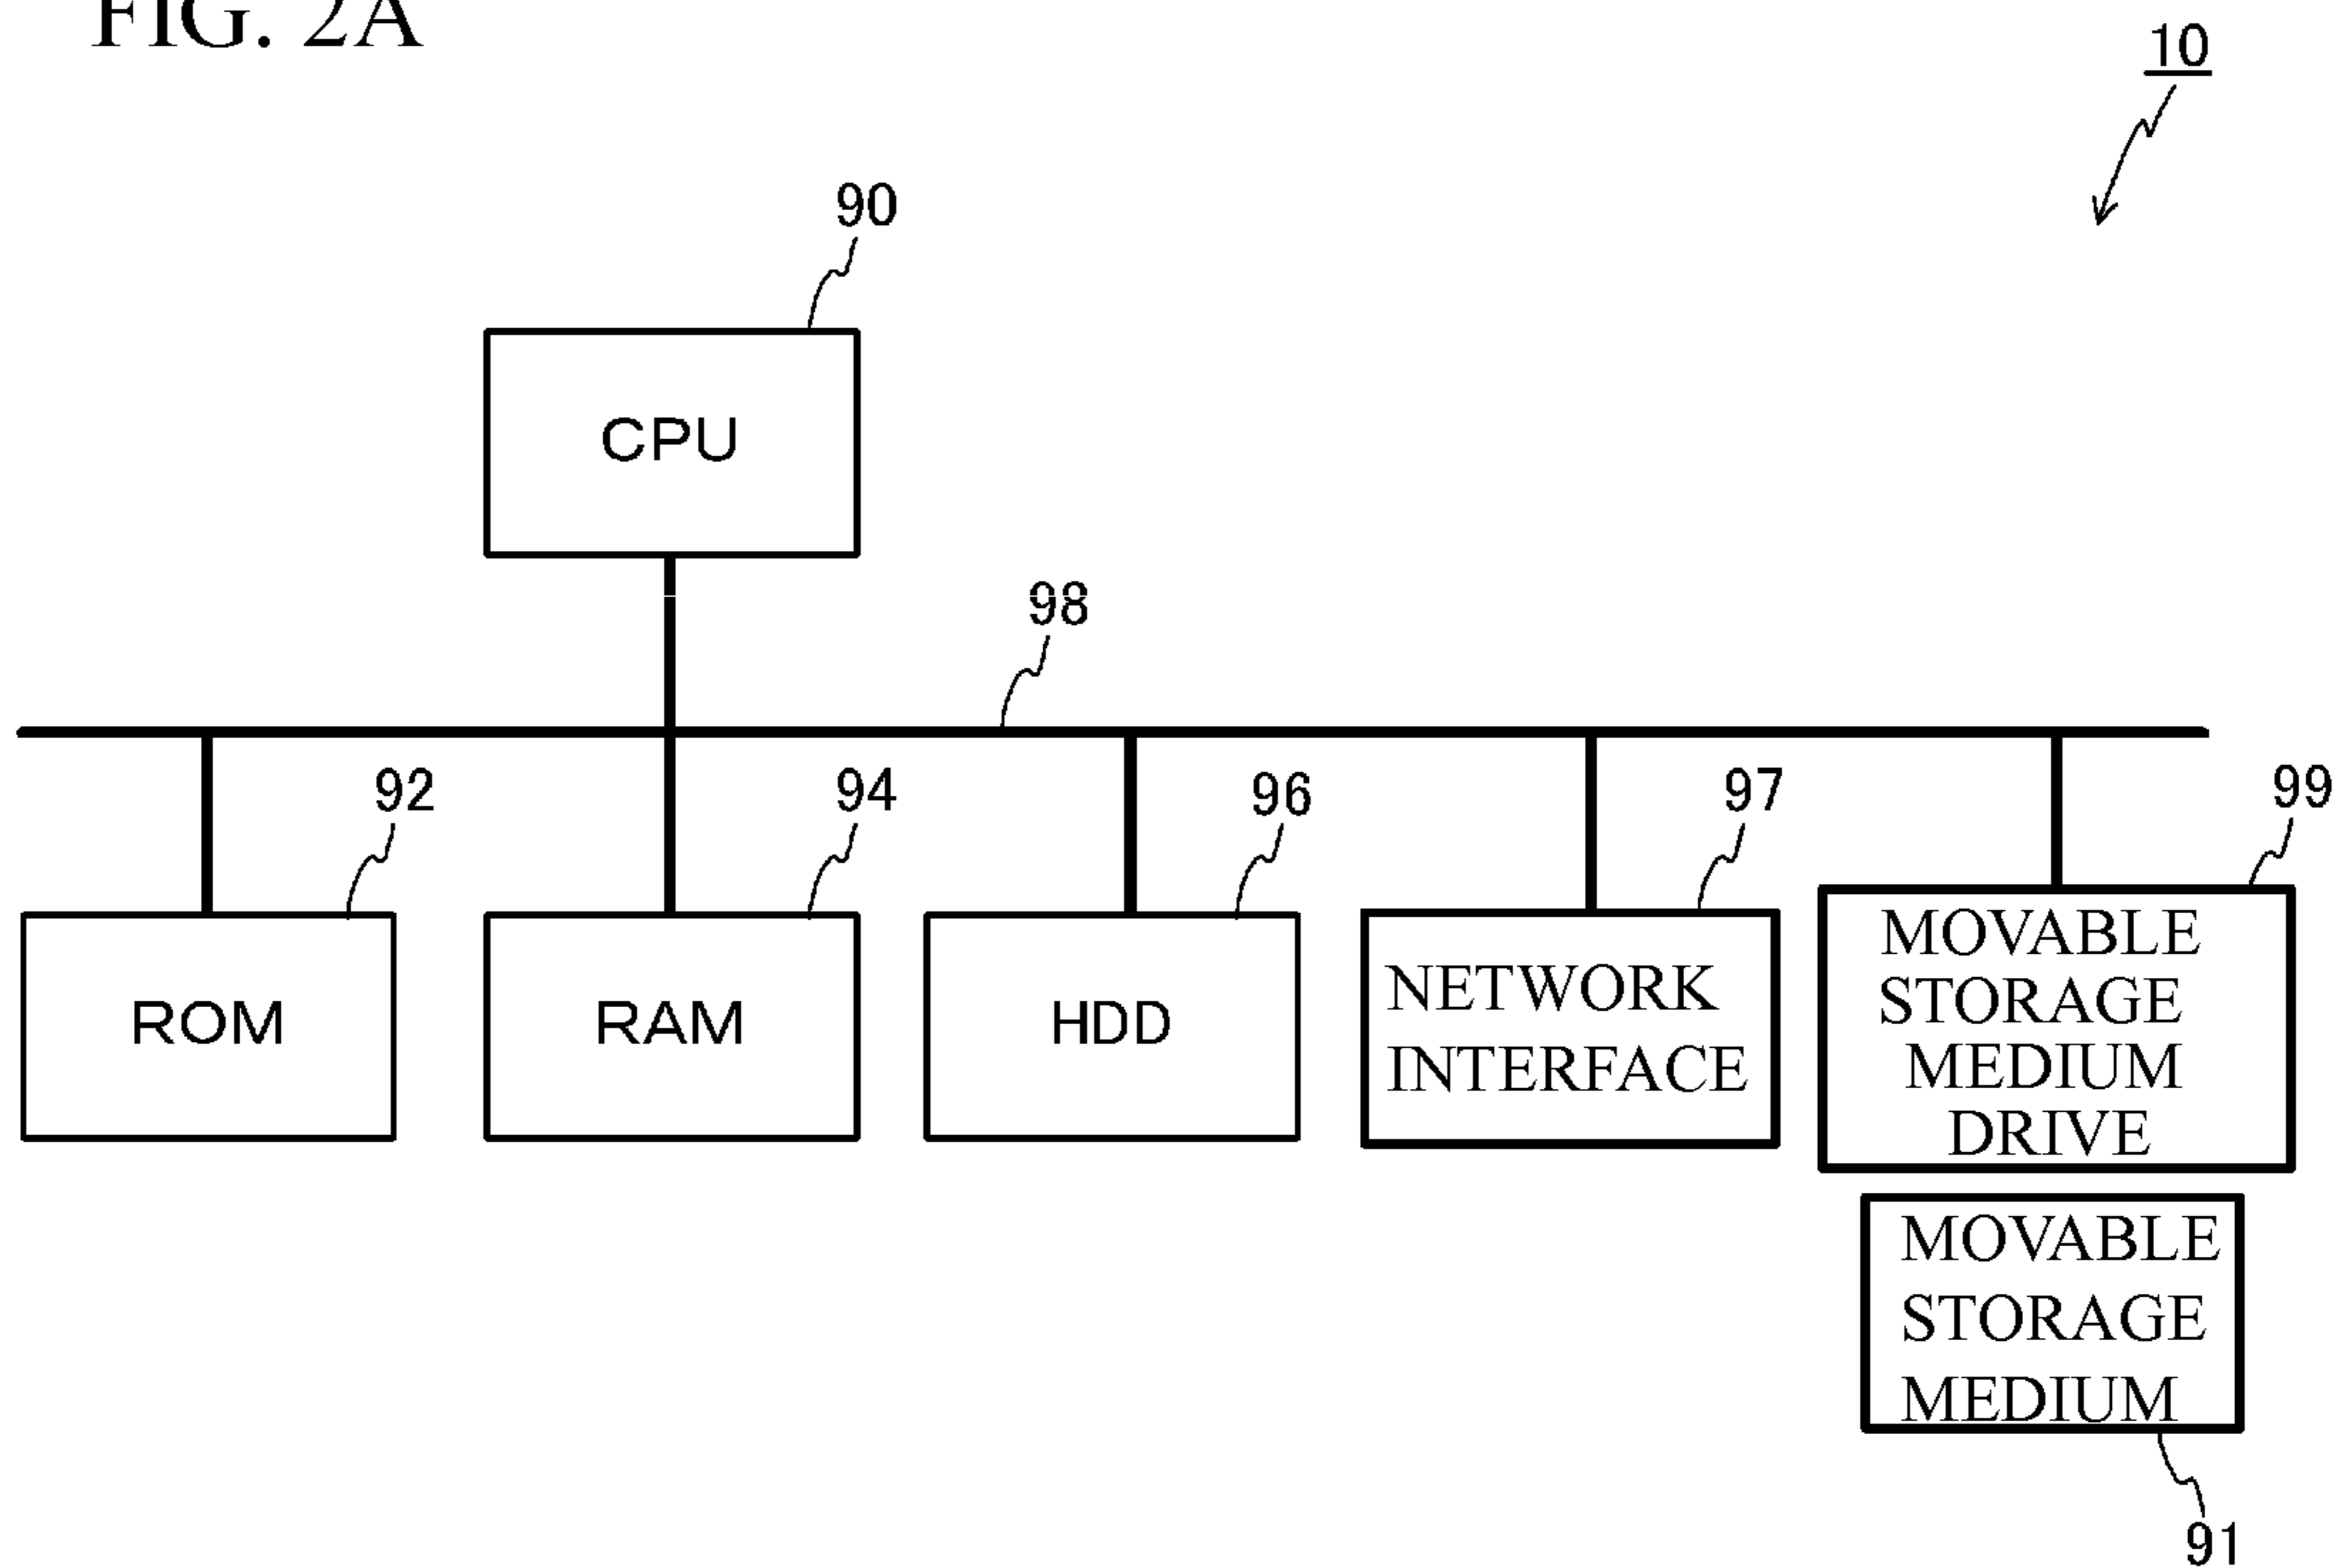 FIG. 2A
10
90
CPU
98
92
94
96
97
99
ROM
RAM
HDD
NETWORK
INTERFACE
MOVABLE
STORAGE
MEDIUM
DRIVE
MOVABLE
STORAGE
MEDIUM
91